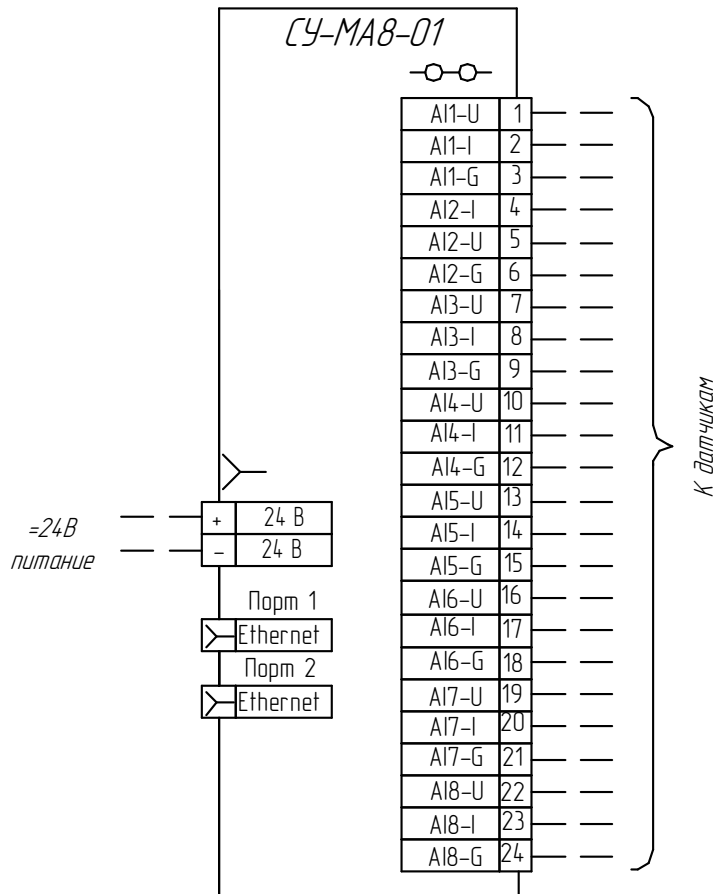 СУ-МА8-01
AI1-U 1
AI1-I 2
AI1-G 3
AI2-I 4
AI2-U 5
AI2-G 6
AI3-U 7
AI3-I 8
AI3-G 9
AI4-U 10
AI4-I 11
AI4-G 12
AI5-U 13
AI5-I 14
AI5-G 15
AI6-U 16
AI6-I 17
AI6-G 18
AI7-U 19
AI7-I 20
AI7-G 21
AI8-U 22
AI8-I 23
AI8-G 24
К датчикам
=24В
питание
+ 24 В
- 24 В
Порт 1
Ethernet
Порт 2
Ethernet